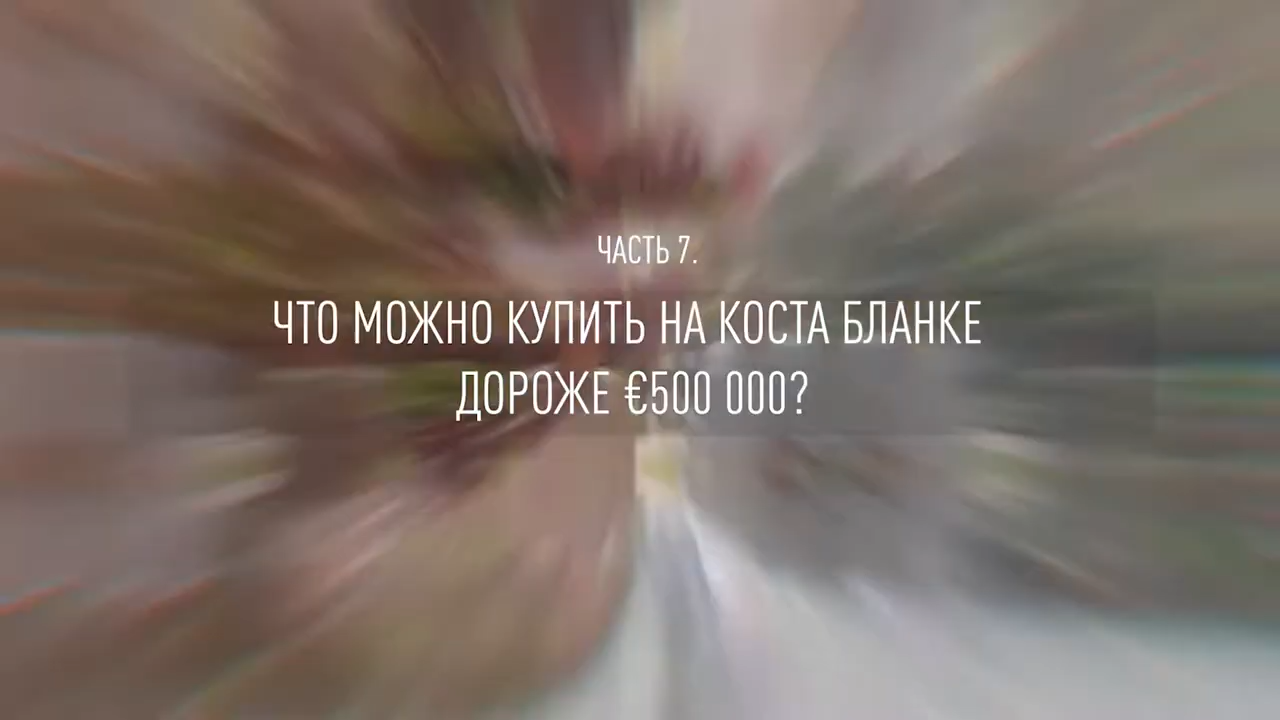 ЧАСТЬ 7.
ЧТО МОЖНО КУПИТЬ НА КОСТА БЛАНКЕ
ДОРОЖЕ €500 000?